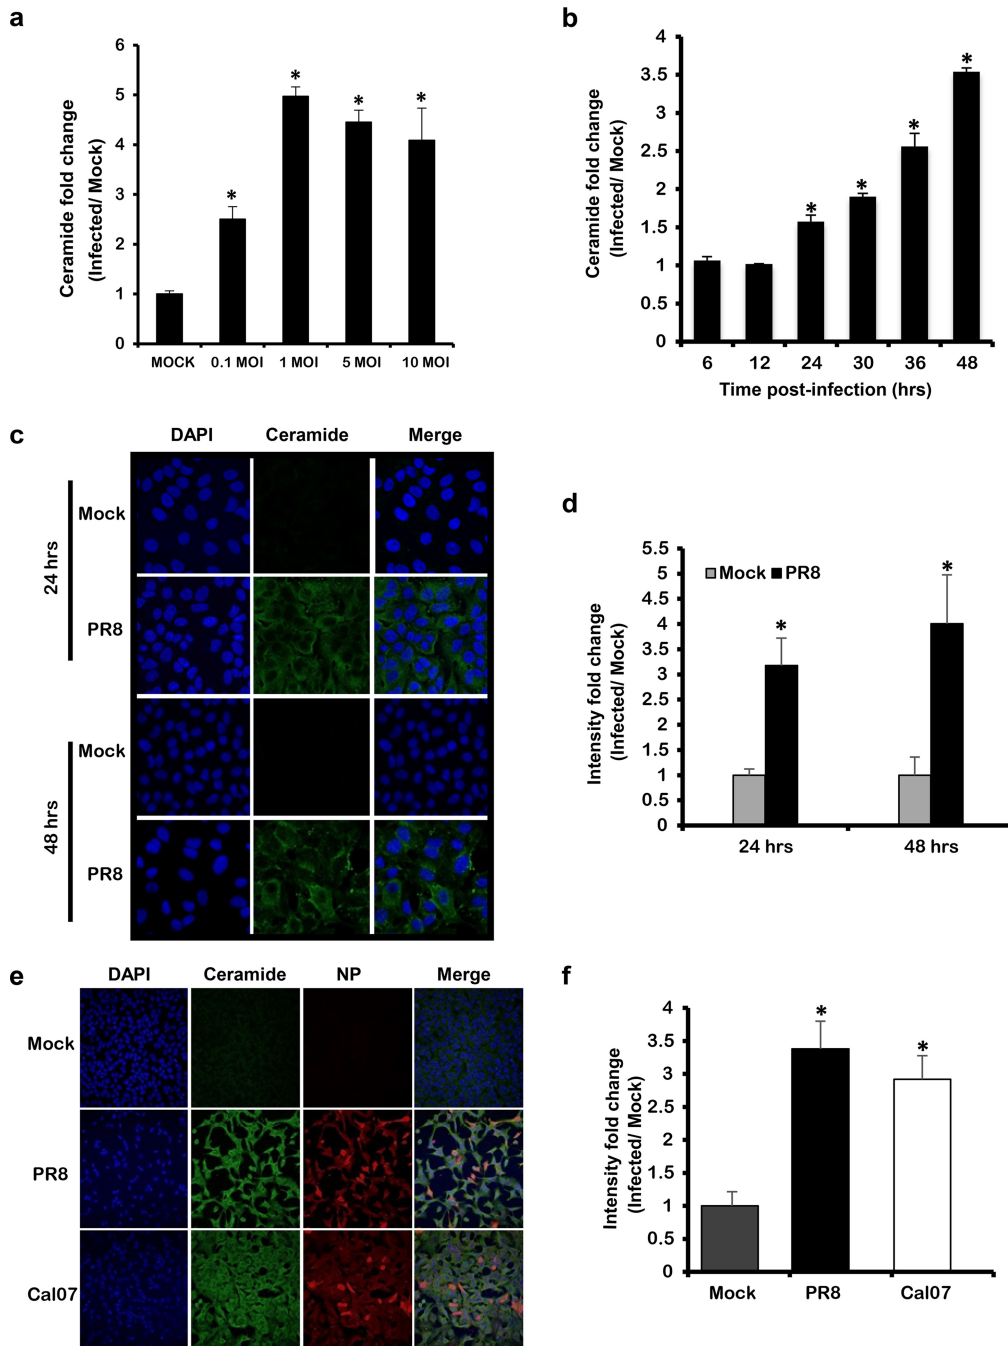 a
Ceramide fold change
(Infected/ Mock)
6
5
4
3
2
1
0
*
*
*
*
MOCK 0.1 MOI 1 MOI 5 MOI 10 MOI
b
Ceramide fold change
(Infected/ Mock)
4
3.5
3
2.5
2
1.5
1
0.5
0
*
*
*
*
6 12 24 30 36 48
Time post-infection (hrs)
c
DAPI Ceramide Merge
24 hrs
Mock
PR8
48 hrs
Mock
PR8
d
Intensity fold change
(Infected/ Mock)
5.5
5
4.5
4
3.5
3
2.5
2
1.5
1
0.5
0
Mock PR8
*
*
24 hrs 48 hrs
e
DAPI Ceramide NP Merge
Mock
PR8
Cal07
f
Intensity fold change
(Infected/ Mock)
4
3.5
3
2.5
2
1.5
1
0.5
0
*
*
Mock PR8 Cal07